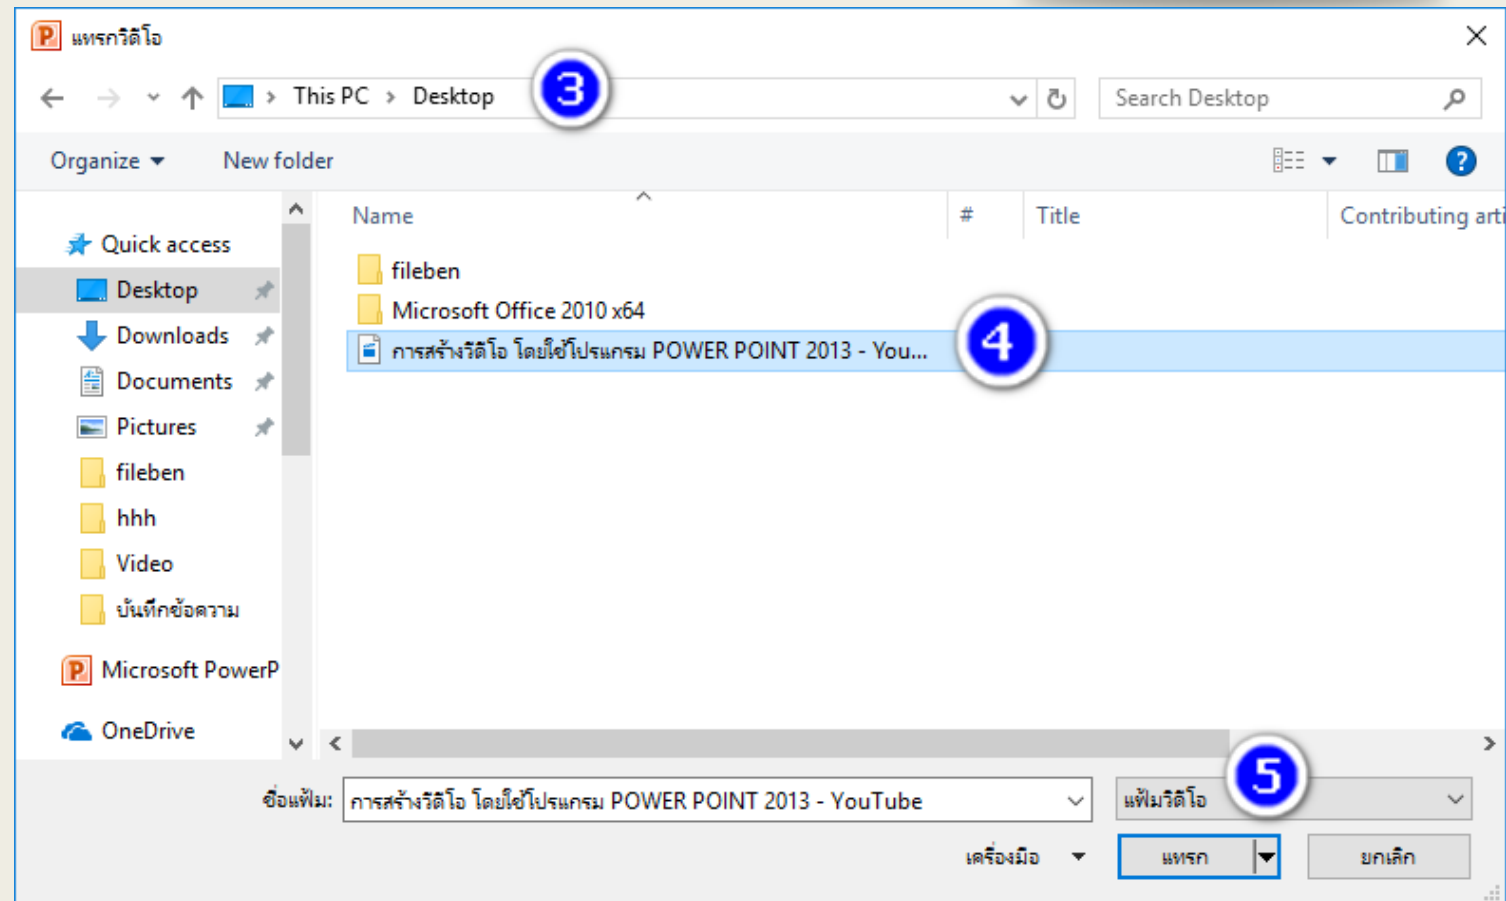 แทรกวิดีโอ
This PC > Desktop
3
Search Desktop
Organize
New folder
Name
#
Title
Contributing arti
Quick access
Desktop
Downloads
Documents
Pictures
fileben
hhh
Video
บันทึกข้อความ
Microsoft PowerP
OneDrive
fileben
Microsoft Office 2010 x64
การสร้างวีดีโอ โดยใช้โปรแกรม POWER POINT 2013 - You...
4
5
ชื่อแฟ้ม: การสร้างวีดีโอ โดยใช้โปรแกรม POWER POINT 2013 - YouTube
แฟ้มวิดีโอ
เครื่องมือ
แทรก
ยกเลิก